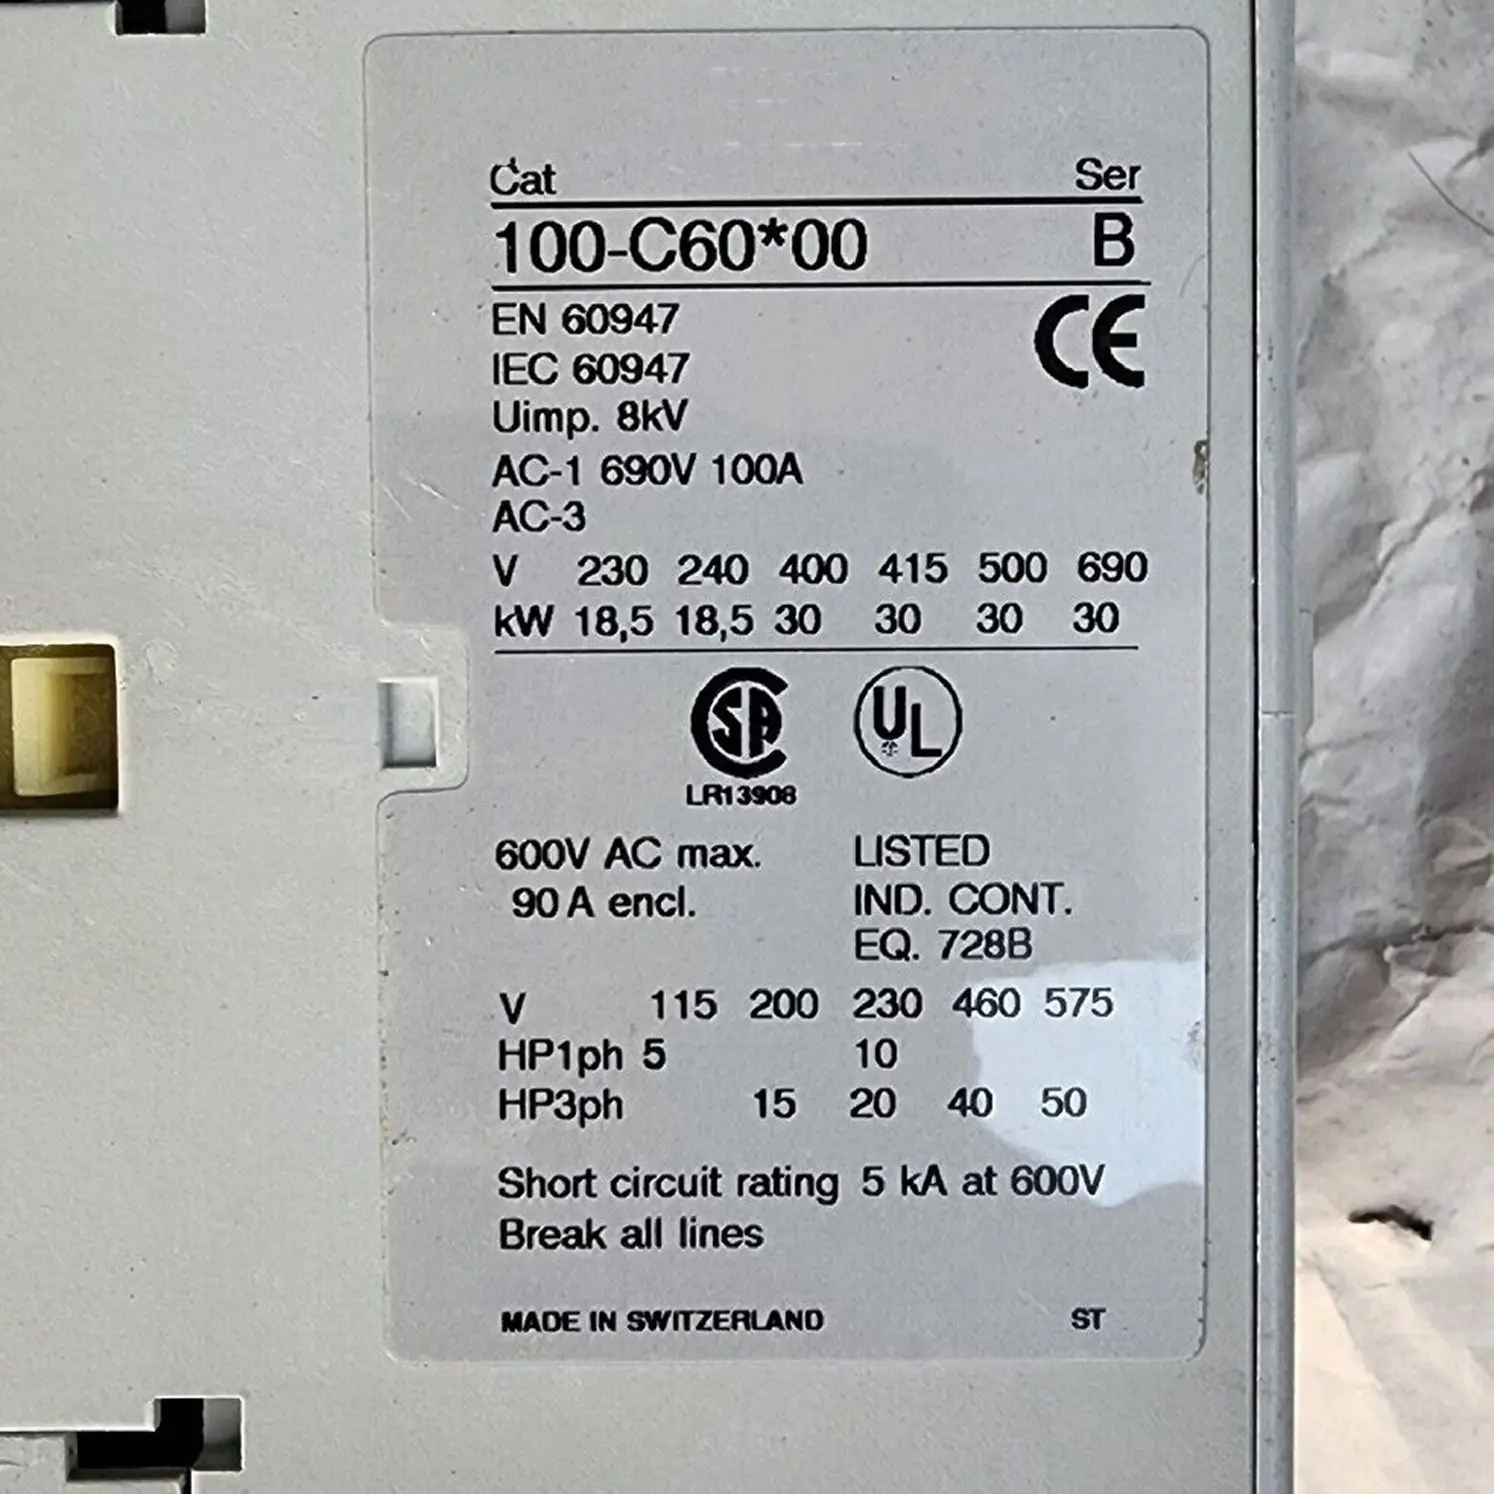 Cat Ser
100-C60*00 B
EN 60947 CE
IEC 60947
Uimp. 8kV
AC-1 690V 100A
AC-3
V 230 240 400 415 500 690
kW 18,5 18,5 30 30 30 30
SA UL
LR13908
600V AC max. LISTED
90 A encl. IND. CONT.
EQ. 728B
V 115 200 230 460 575
HP1ph 5 10
HP3ph 15 20 40 50
Short circuit rating 5 kA at 600V
Break all lines
MADE IN SWITZERLAND ST